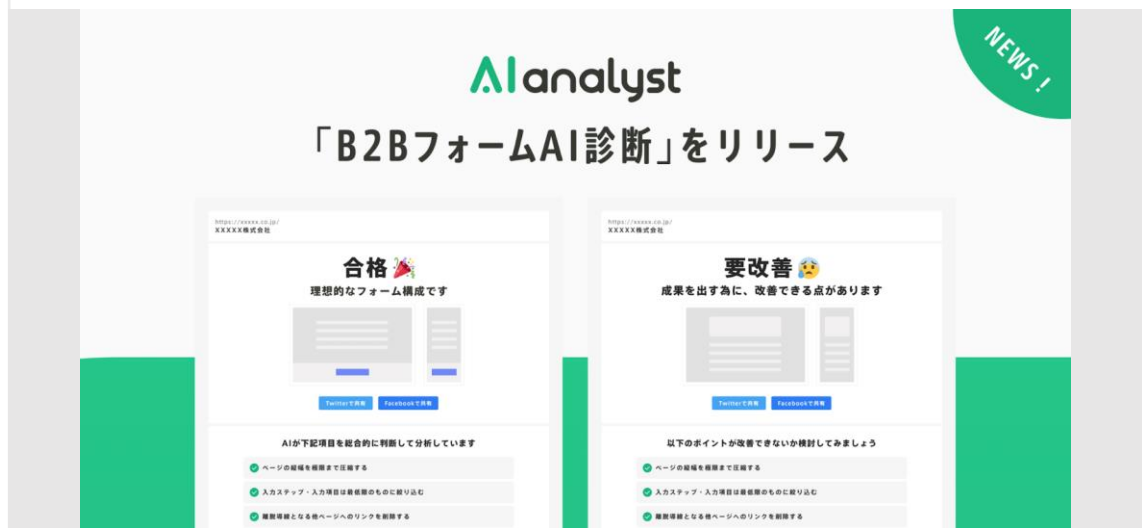 NEWS!
AI analyst
「B2BフォームAI診断」をリリース
https://xxxxx.co.jp/
XXXXX株式会社
合格🎉
理想的なフォーム構成です
Twitterで共有 Facebookで共有
AIが下記項目を総合的に判断して分析しています
ページの縦幅を極限まで圧縮する
入力ステップ・入力項目は最低限のものに絞り込む
離脱導線となる他ページへのリンクを削除する
https://xxxxx.co.jp/
XXXXX株式会社
要改善😰
成果を出す為に、改善できる点があります
Twitterで共有 Facebookで共有
以下のポイントが改善できないか検討してみましょう
ページの縦幅を極限まで圧縮する
入力ステップ・入力項目は最低限のものに絞り込む
離脱導線となる他ページへのリンクを削除する